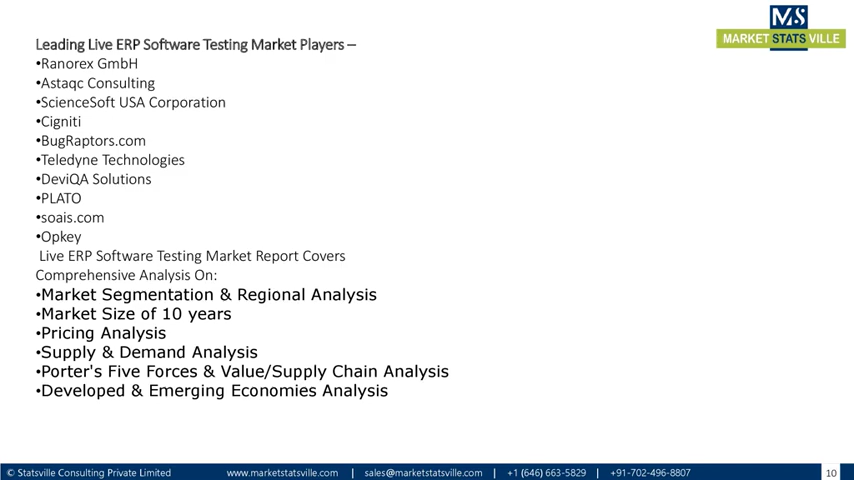 MS
MARKET STATS VILLE
Leading Live ERP Software Testing Market Players –
•Ranorex GmbH
•Astaqc Consulting
•ScienceSoft USA Corporation
•Cigniti
•BugRaptors.com
•Teledyne Technologies
•DeviQA Solutions
•PLATO
•soais.com
•Opkey
Live ERP Software Testing Market Report Covers
Comprehensive Analysis On:
•Market Segmentation & Regional Analysis
•Market Size of 10 years
•Pricing Analysis
•Supply & Demand Analysis
•Porter's Five Forces & Value/Supply Chain Analysis
•Developed & Emerging Economies Analysis
© Statsville Consulting Private Limited www.marketstatsville.com | sales@marketstatsville.com | +1 (646) 663-5829 | +91-702-496-8807 10